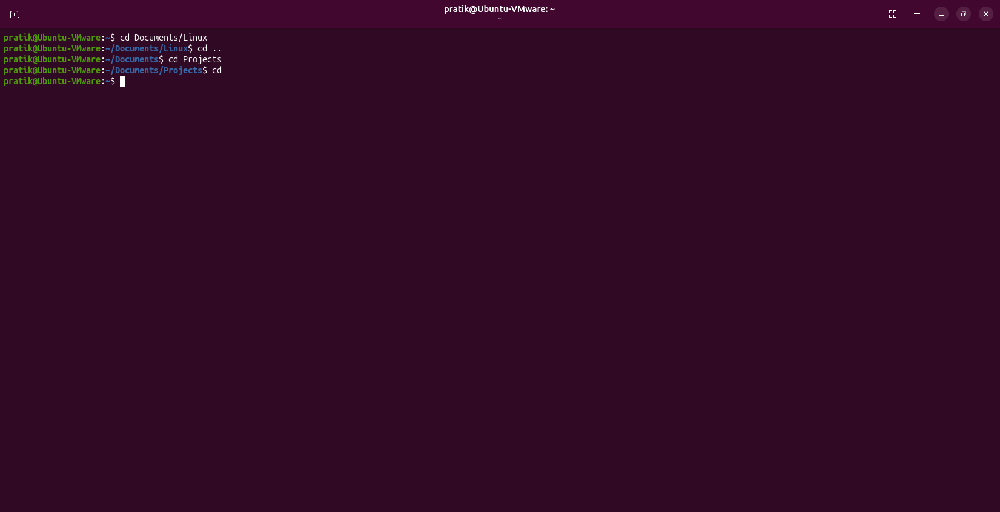 pratik@Ubuntu-VMware: ~
~
pratik@Ubuntu-VMware:~$ cd Documents/Linux
pratik@Ubuntu-VMware:~/Documents/Linux$ cd ..
pratik@Ubuntu-VMware:~/Documents$ cd Projects
pratik@Ubuntu-VMware:~/Documents/Projects$ cd
pratik@Ubuntu-VMware:~$